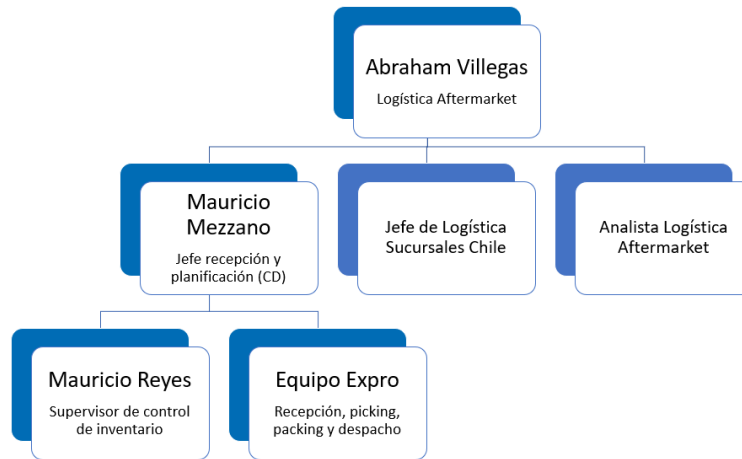 Abraham Villegas
Logística Aftermarket
Mauricio
Mezzano
Jefe recepción y
planificación (CD)
Jefe de Logística
Sucursales Chile
Analista Logística
Aftermarket
Mauricio Reyes
Supervisor de control
de inventario
Equipo Expro
Recepción, picking,
packing y despacho